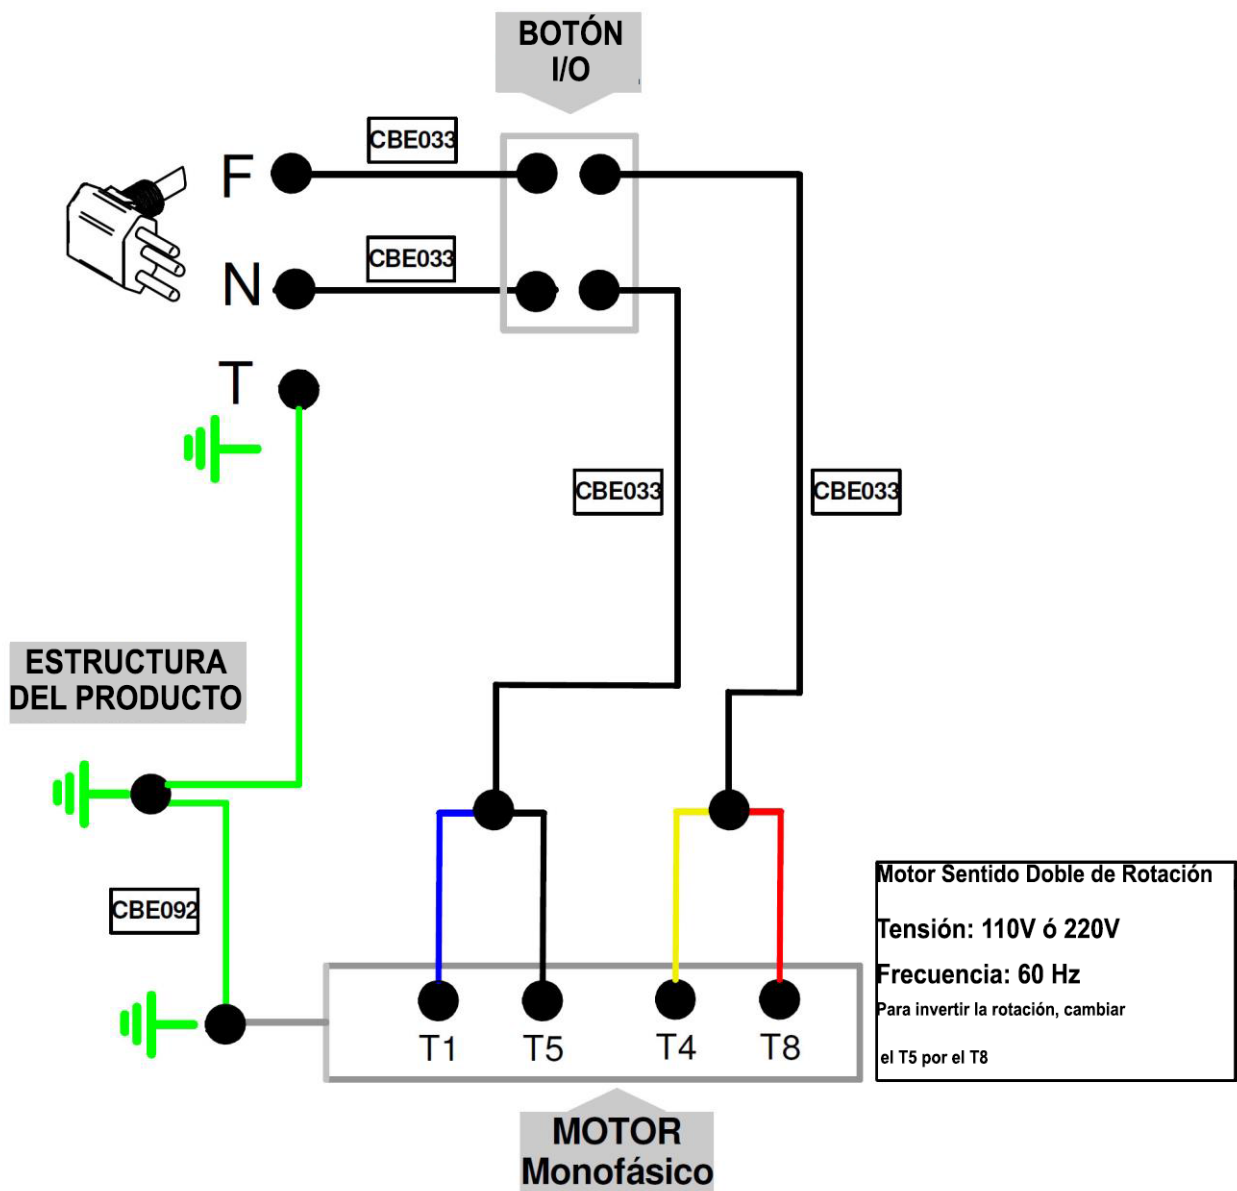 BOTÓN
I/O
CBE033
F
CBE033
N
T
CBE033
CBE033
ESTRUCTURA
DEL PRODUCTO
CBE092
Motor Sentido Doble de Rotación
Tensión: 110V ó 220V
Frecuencia: 60 Hz
Para invertir la rotación, cambiar
el T5 por el T8
T1
T5
T4
T8
MOTOR
Monofásico